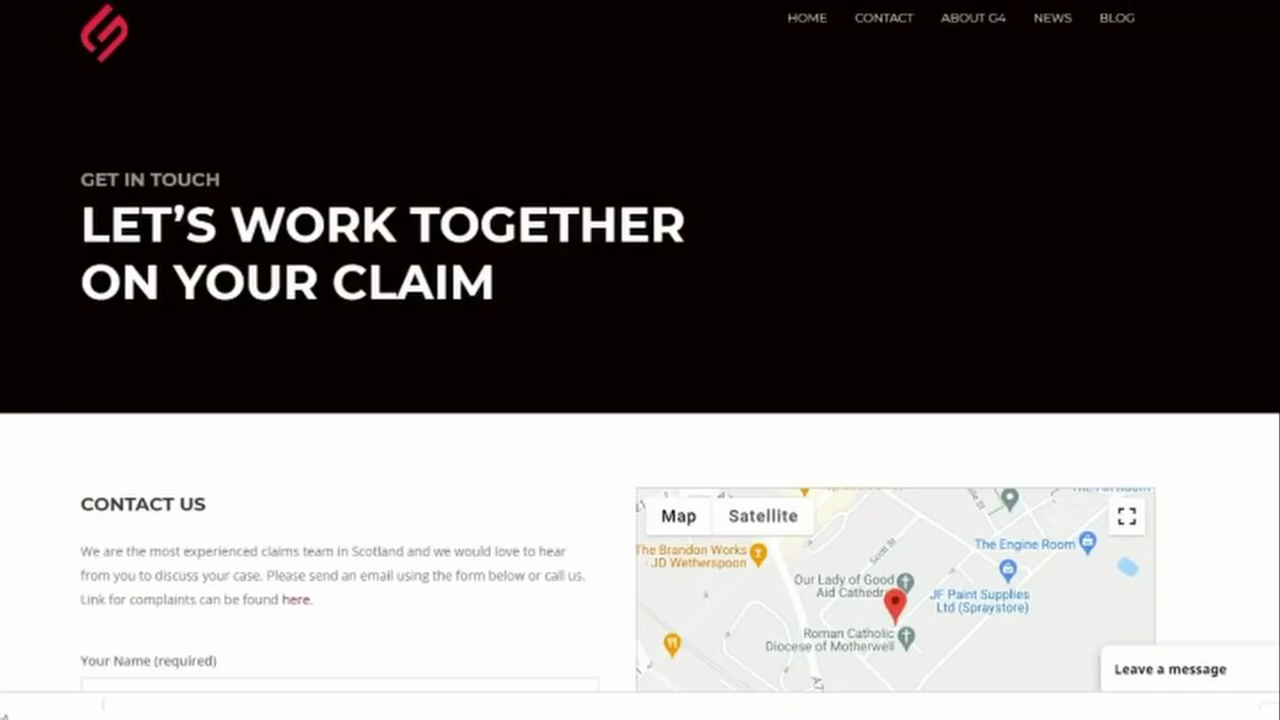 HOME CONTACT ABOUT G4 NEWS BLOG
GET IN TOUCH
LET'S WORK TOGETHER
ON YOUR CLAIM
CONTACT US
We are the most experienced claims team in Scotland and we would love to hear
from you to discuss your case. Please send an email using the form below or call us.
Link for complaints can be found here.
Your Name (required)
Map Satellite
The Engine Room
The Brandon Works
- JD Wetherspoon
Scott St
Our Lady of Good
Aid Cathedral
JF Paint Supplies
Ltd (Spraystore)
Roman Catholic
Diocese of Motherwell
Leave a message